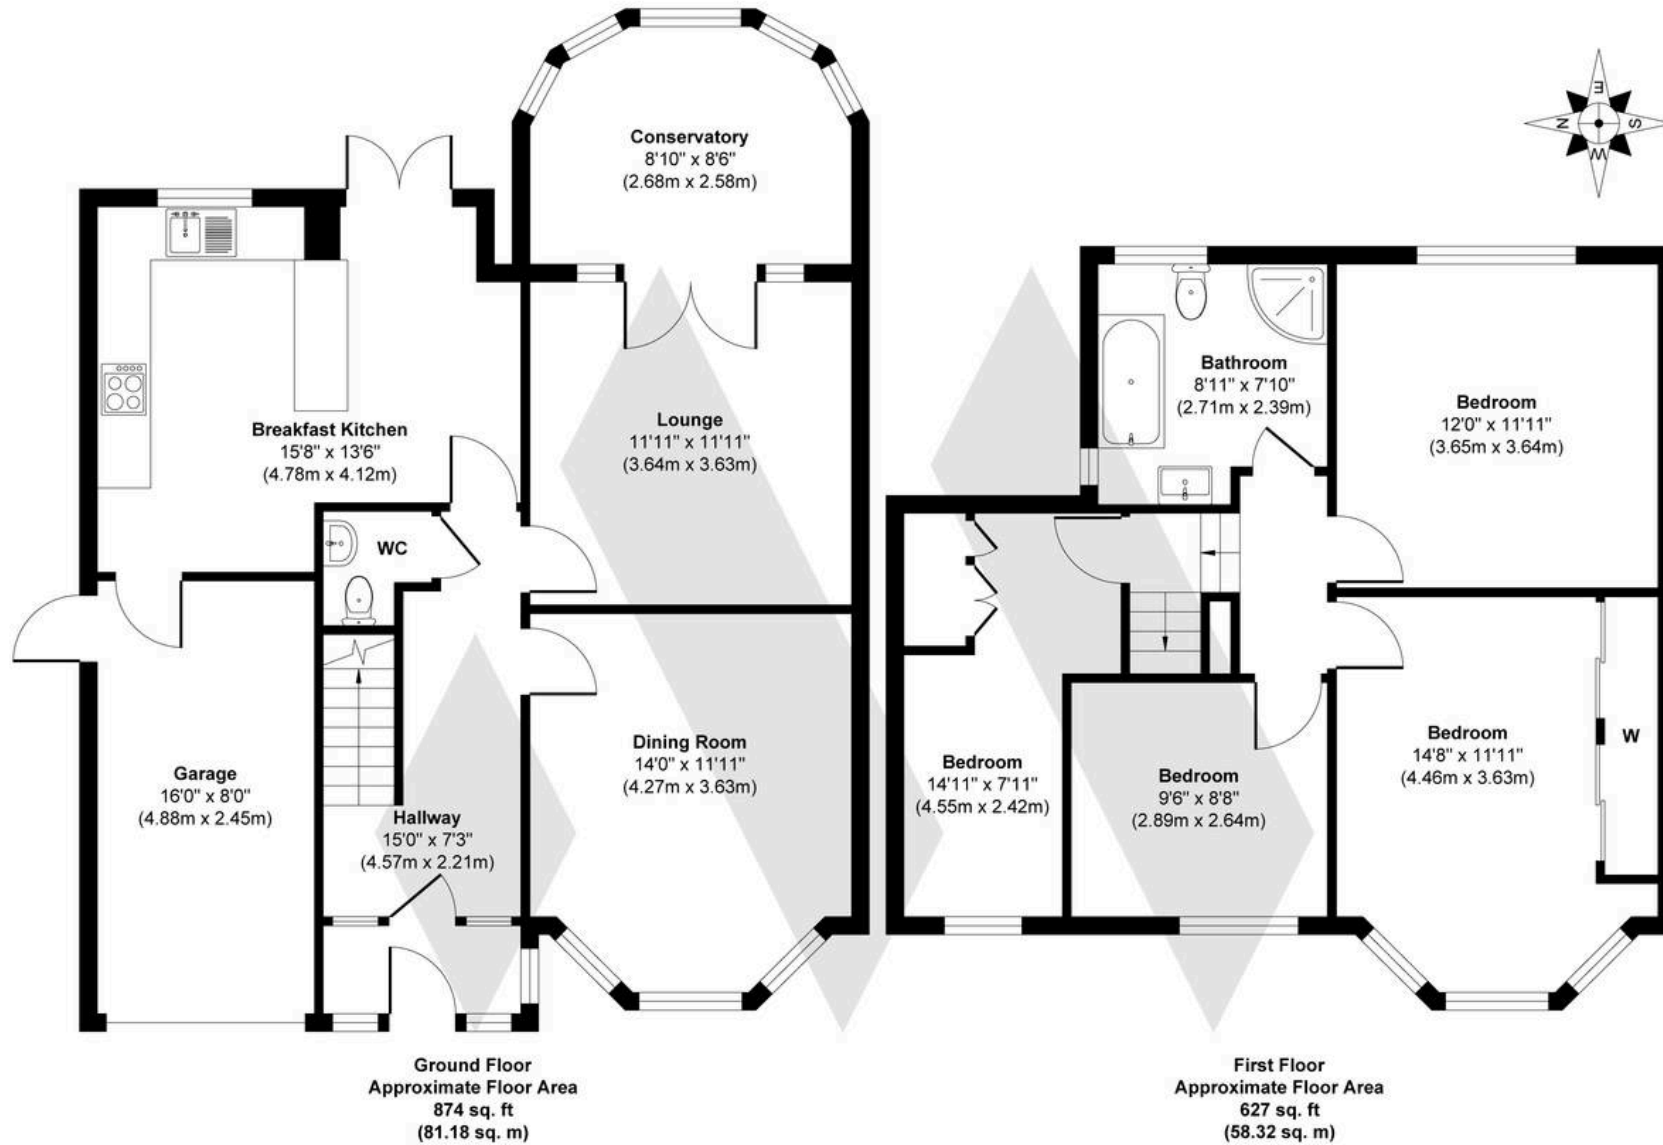 Conservatory
8'10" x 8'6"
(2.68m x 2.58m)
E
N
S
W
Breakfast Kitchen
15'8" x 13'6"
(4.78m x 4.12m)
Lounge
11'11" x 11'11"
(3.64m x 3.63m)
WC
Garage
16'0" x 8'0"
(4.88m x 2.45m)
Hallway
15'0" x 7'3"
(4.57m x 2.21m)
Dining Room
14'0" x 11'11"
(4.27m x 3.63m)
Ground Floor
Approximate Floor Area
874 sq. ft
(81.18 sq. m)
Bathroom
8'11" x 7'10"
(2.71m x 2.39m)
Bedroom
12'0" x 11'11"
(3.65m x 3.64m)
Bedroom
14'11" x 7'11"
(4.55m x 2.42m)
Bedroom
9'6" x 8'8"
(2.89m x 2.64m)
Bedroom
14'8" x 11'11"
(4.46m x 3.63m)
W
First Floor
Approximate Floor Area
627 sq. ft
(58.32 sq. m)